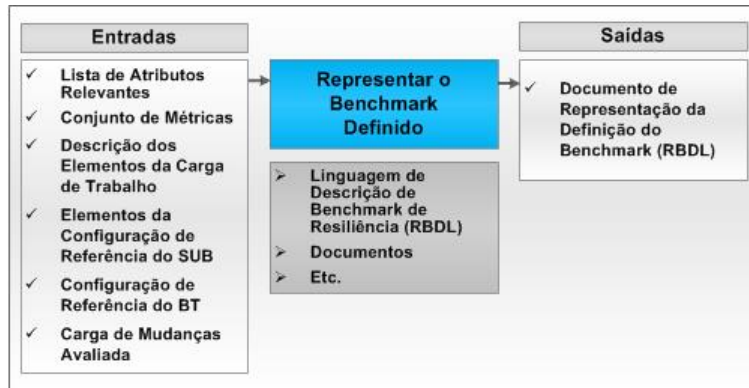 Entradas
✓ Lista de Atributos
Relevantes
✓ Conjunto de Métricas
✓ Descrição dos
Elementos da Carga
de Trabalho
✓ Elementos da
Configuração de
Referência do SUB
✓ Configuração de
Referência do BT
✓ Carga de Mudanças
Avaliada
Representar o
Benchmark
Definido
➢ Linguagem de
Descrição de
Benchmark de
Resiliência (RBDL)
➢ Documentos
➢ Etc.
Saídas
✓ Documento de
Representação da
Definição do
Benchmark (RBDL)